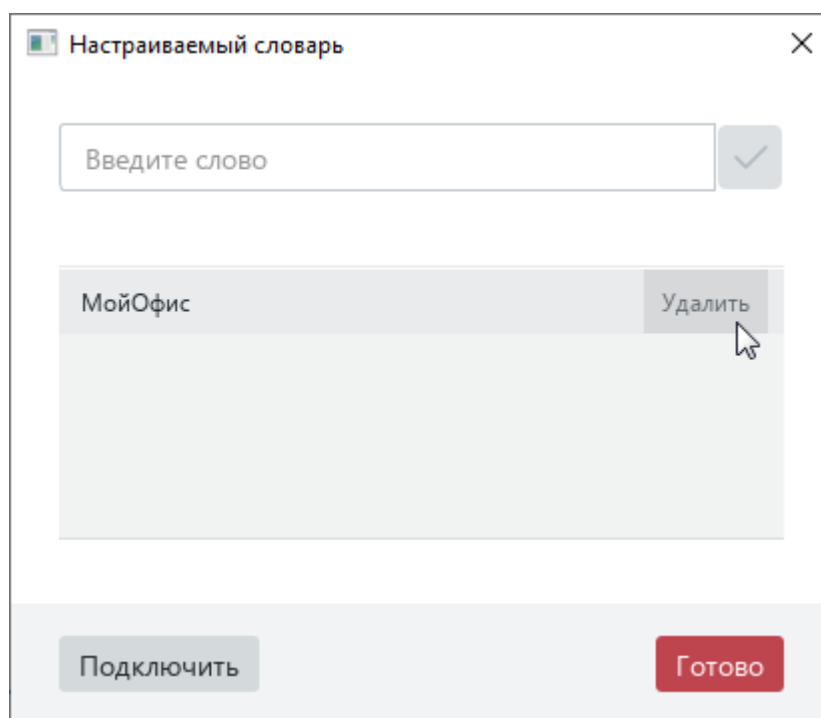 Настраиваемый словарь
Введите слово
МойОфис Удалить
Подключить Готово